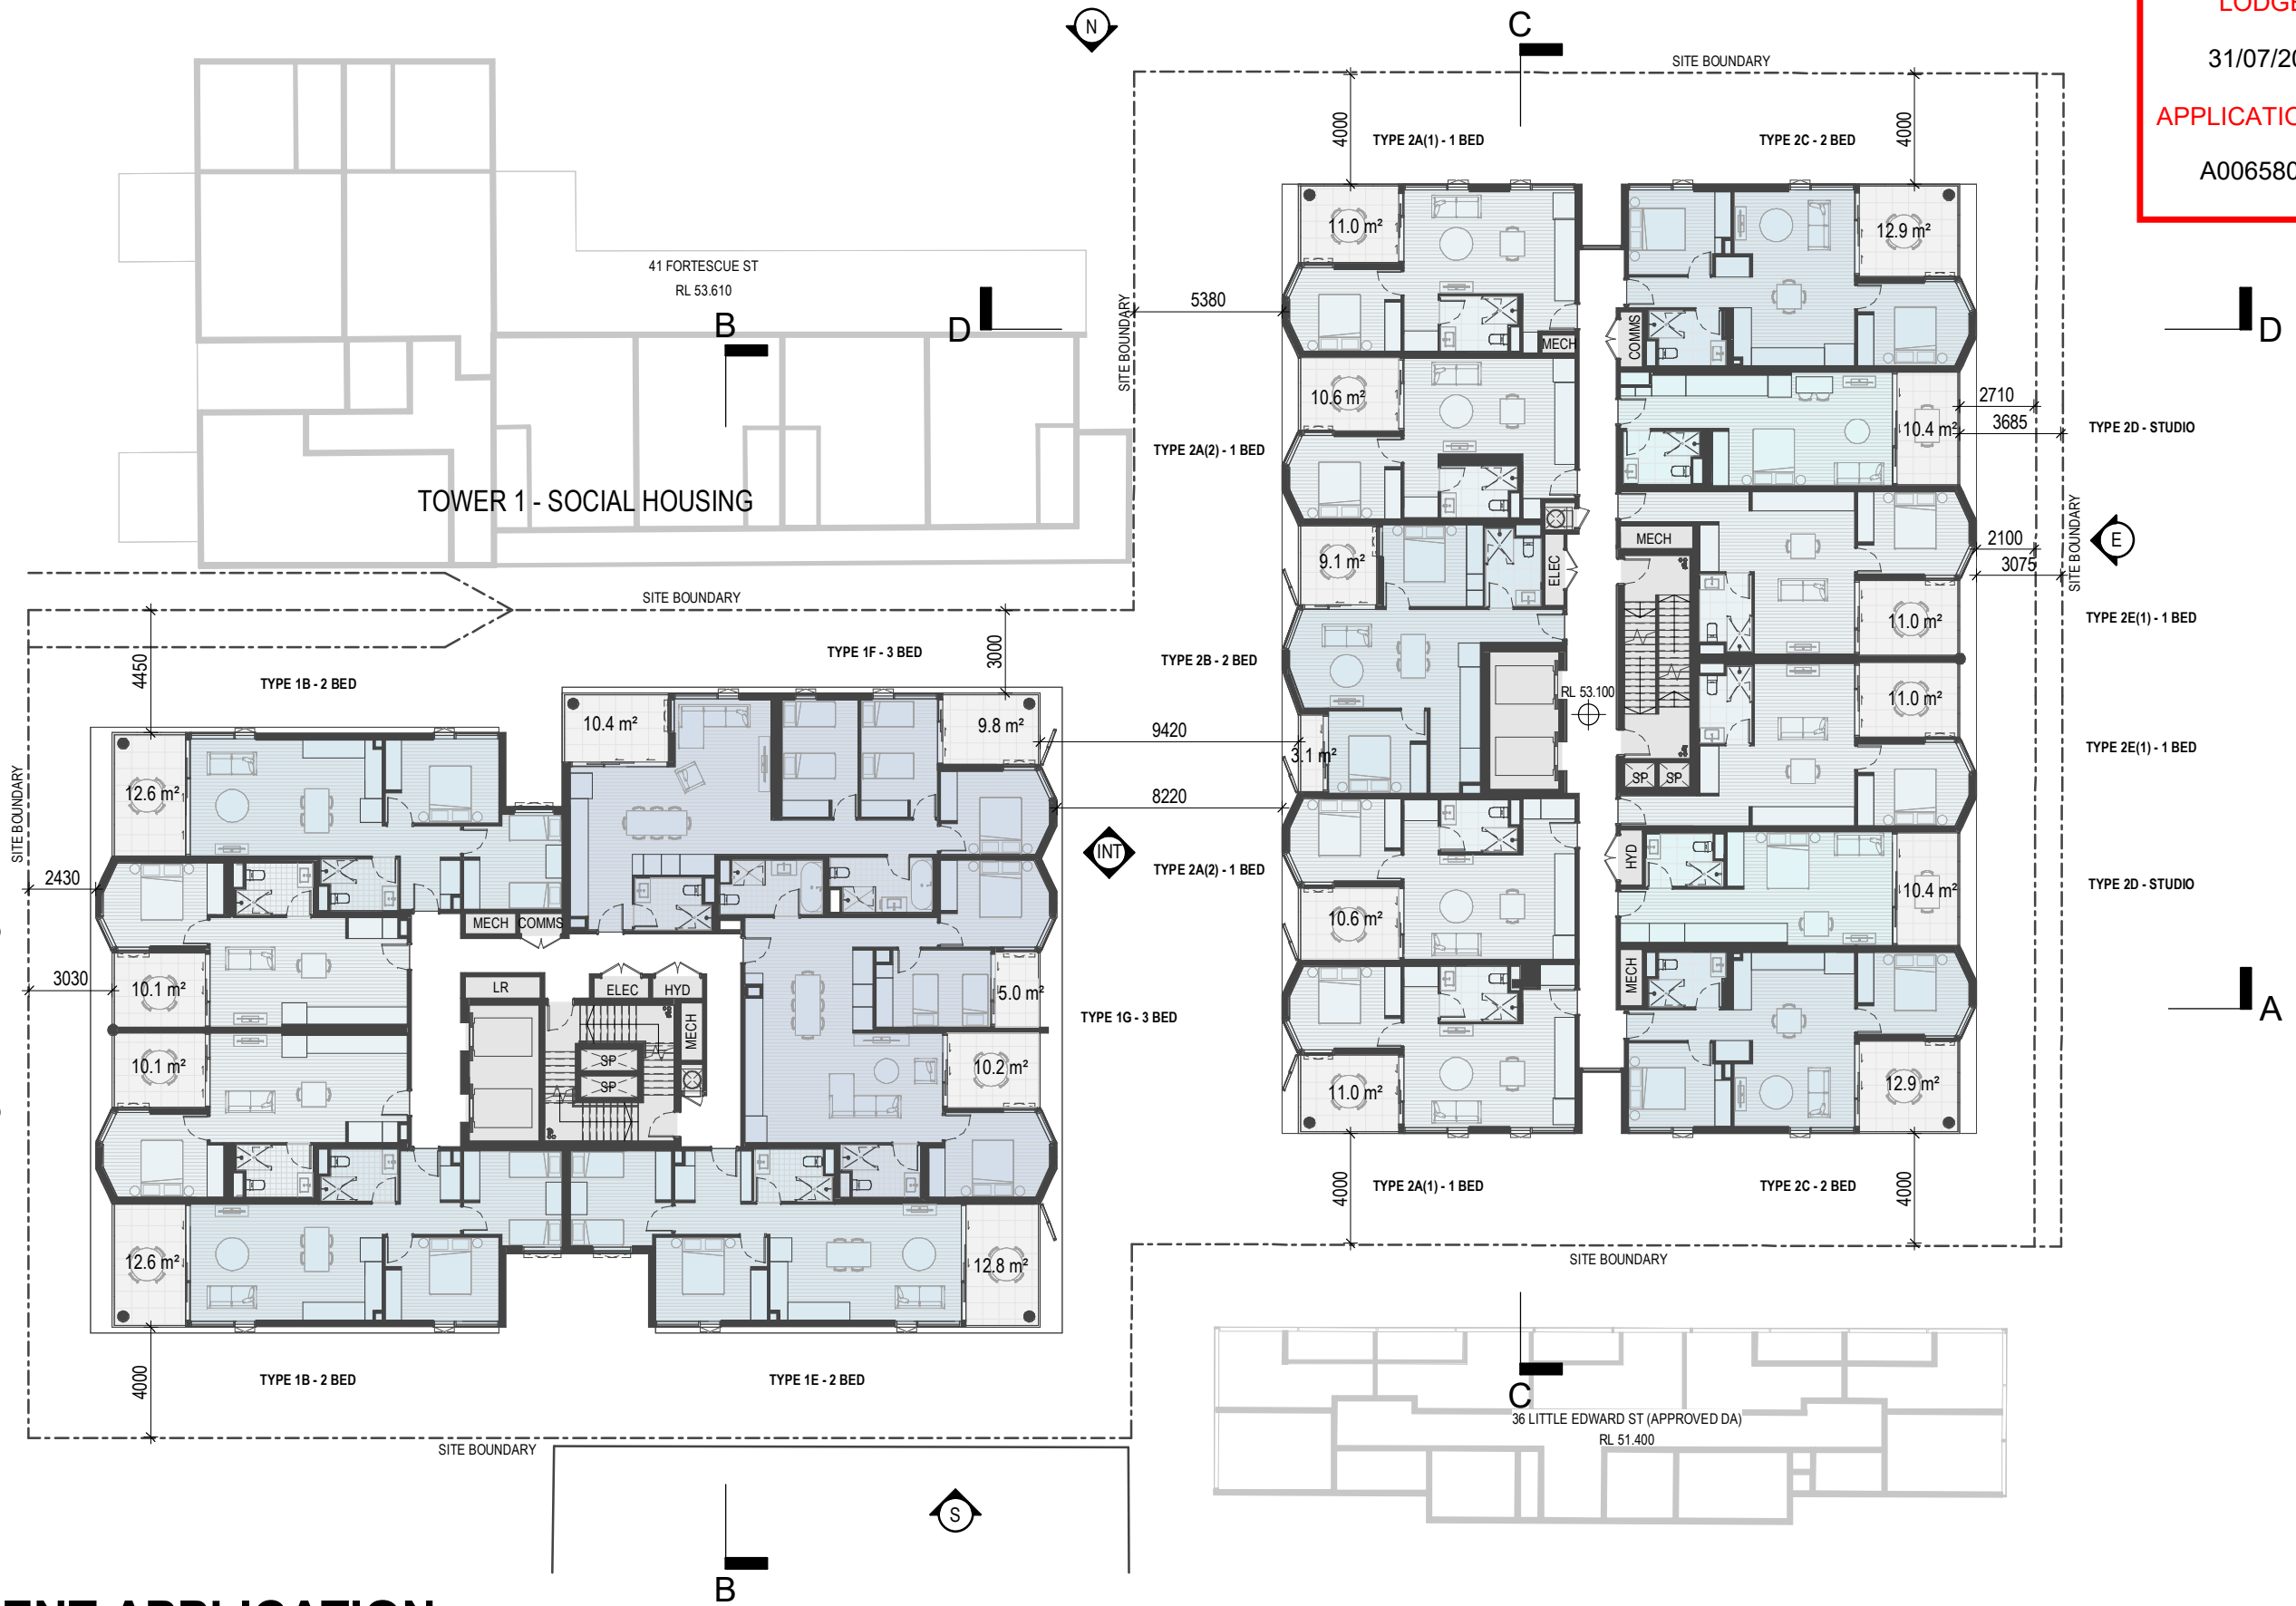 LODGE
31/07/20
APPLICATIO
A006580
N
C
SITE BOUNDARY
4000
4000
TYPE 2A(1) - 1 BED
TYPE 2C - 2 BED
11.0 m²
12.9 m²
41 FORTESCUE ST
RL 53.610
B
D
SITE BOUNDARY
5380
MECH
COMMS
D
10.6 m²
TYPE 2A(2) - 1 BED
10.4 m²
2710
3685
TYPE 2D - STUDIO
TOWER 1 - SOCIAL HOUSING
9.1 m²
ELEC
MECH
2100
3075
SITE BOUNDARY
E
SITE BOUNDARY
TYPE 1F - 3 BED
3000
4450
TYPE 1B - 2 BED
TYPE 2B - 2 BED
11.0 m²
TYPE 2E(1) - 1 BED
RL 53.100
11.0 m²
TYPE 2E(1) - 1 BED
10.4 m²
9.8 m²
9420
3.1 m²
SP
SP
SITE BOUNDARY
12.6 m²
8220
INT
TYPE 2A(2) - 1 BED
HYD
10.4 m²
TYPE 2D - STUDIO
2430
MECH
COMMS
10.6 m²
3030
10.1 m²
LR
ELEC
HYD
MECH
5.0 m²
TYPE 1G - 3 BED
MECH
A
10.1 m²
SP
SP
10.2 m²
11.0 m²
12.9 m²
TYPE 2A(1) - 1 BED
TYPE 2C - 2 BED
4000
4000
12.6 m²
12.8 m²
SITE BOUNDARY
TYPE 1B - 2 BED
TYPE 1E - 2 BED
4000
C
36 LITTLE EDWARD ST (APPROVED DA)
RL 51.400
SITE BOUNDARY
S
B